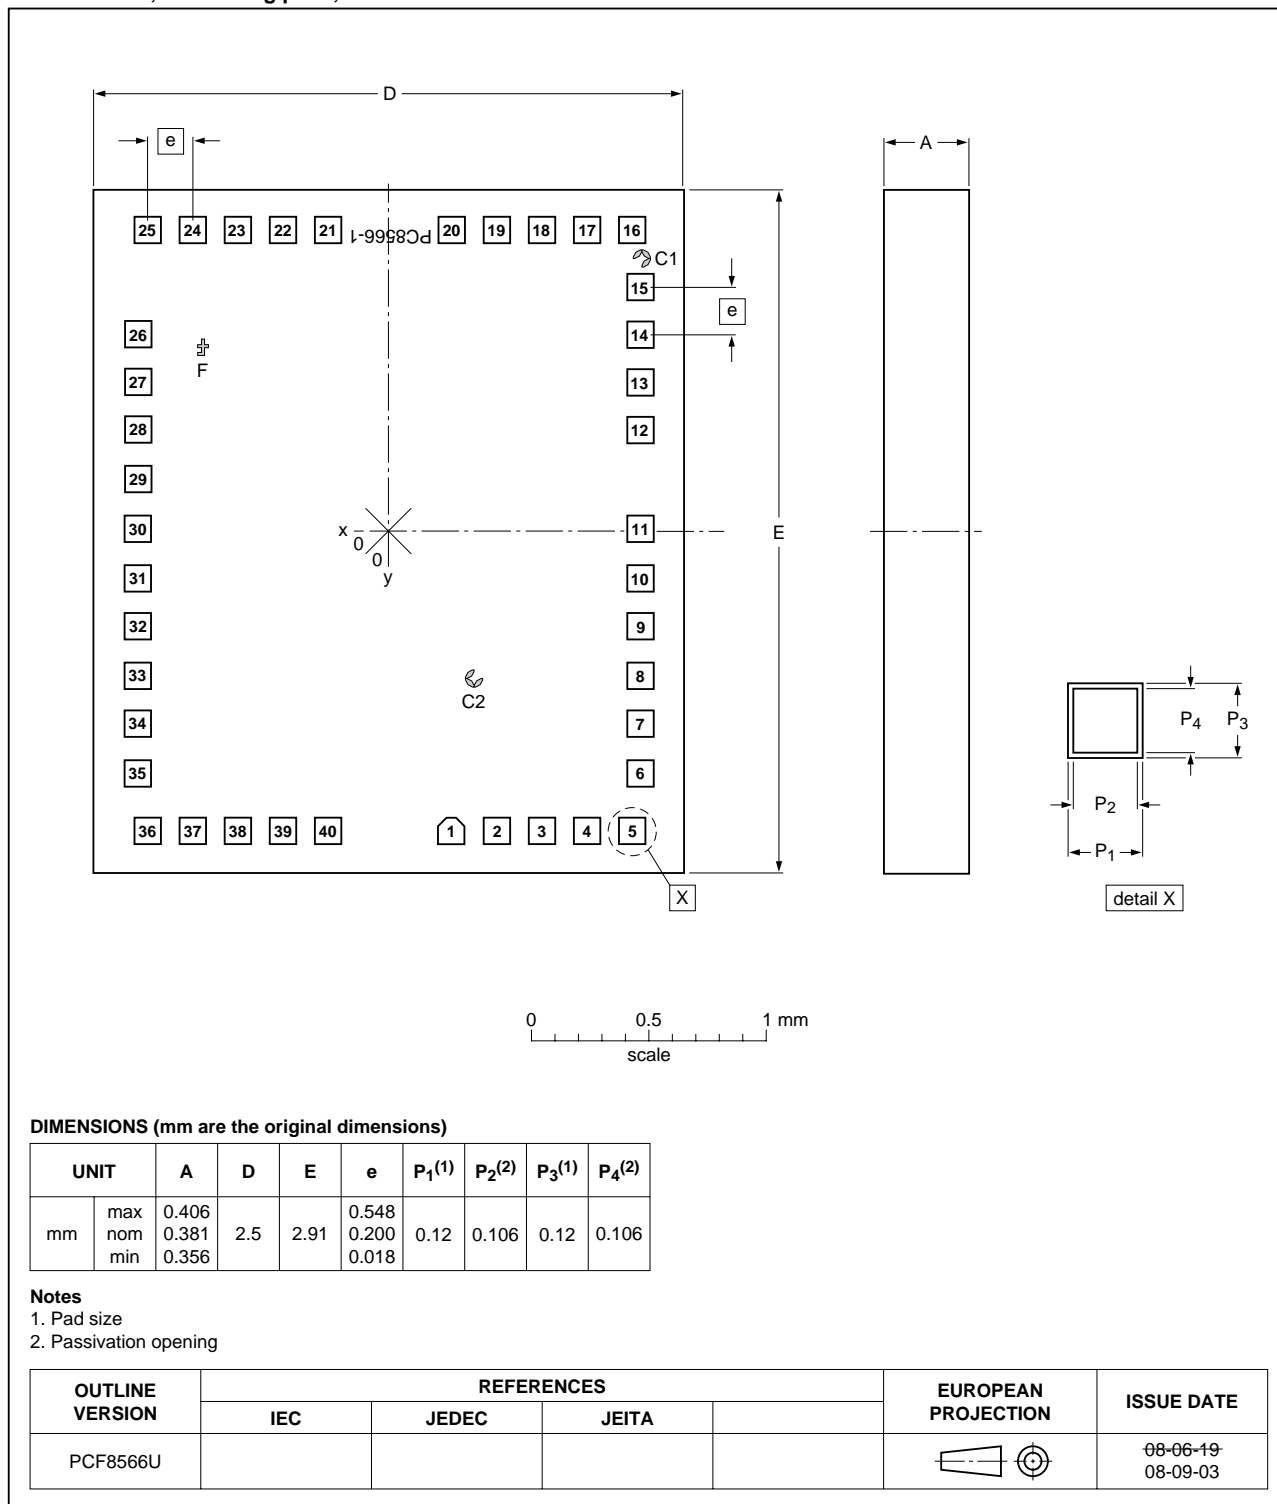 D
e
A
25 24 23 22 21 PC8566-1 20 19 18 17 16
C1
15
e
26 14
F
27 13
28 12
29
x 0 30 11 E
0
y
31 10
32 9
33 8
C2
34 7
35 6
36 37 38 39 40 1 2 3 4 5
X
P4 P3
P2
P1
detail X
0 0.5 1 mm
scale
DIMENSIONS (mm are the original dimensions)
UNIT A D E e P1(1) P2(2) P3(1) P4(2)
mm max nom min 0.406 0.381 0.356 2.5 2.91 0.548 0.200 0.018 0.12 0.106 0.12 0.106
Notes
1. Pad size
2. Passivation opening
OUTLINE VERSION REFERENCES EUROPEAN PROJECTION ISSUE DATE
IEC JEDEC JEITA
PCF8566U 08-06-19
08-09-03